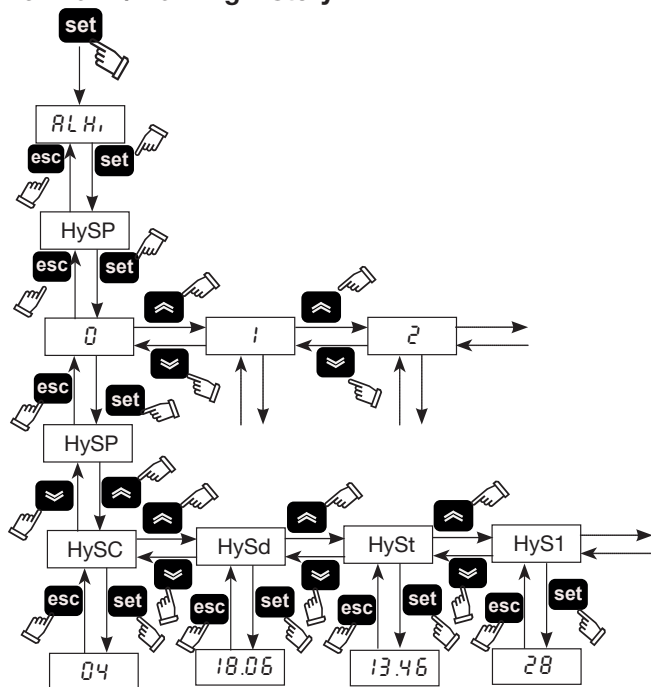 set
ALHi
esc set
HySP
esc set
0 1 2
esc set
HySP
HySC HySd HySt HyS1
esc set esc set esc set esc set
04 18.06 13.46 28